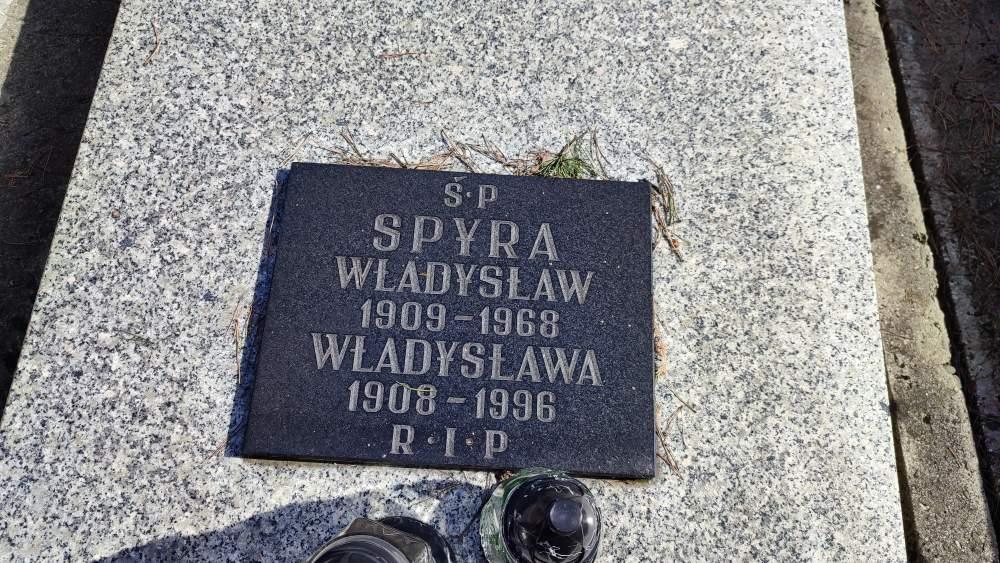 Ś·P
SPYRA
WŁADYSŁAW
1909-1968
WŁADYSŁAWA
1908-1996
R·I·P